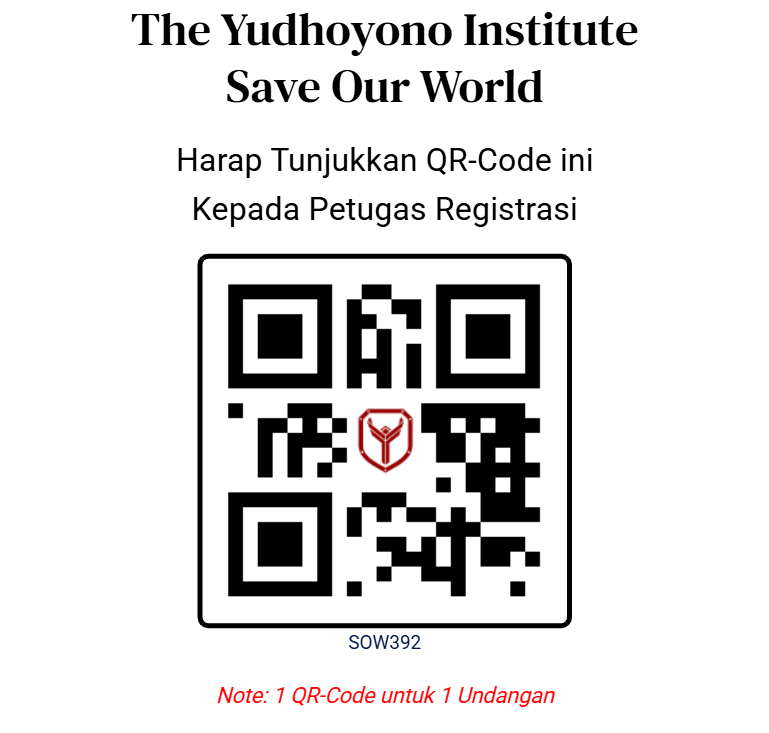 The Yudhoyono Institute
Save Our World
Harap Tunjukkan QR-Code ini
Kepada Petugas Registrasi
SOW392
Note: 1 QR-Code untuk 1 Undangan